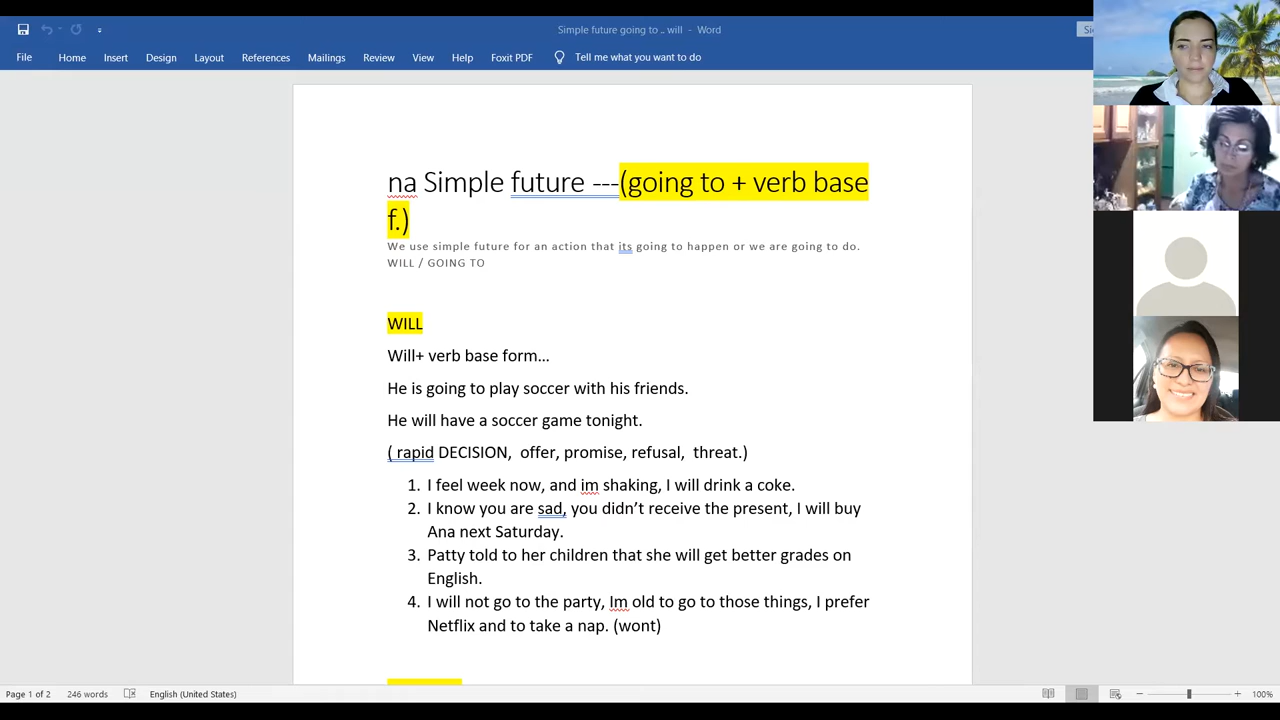 Simple future going to .. will - Word
File Home Insert Design Layout References Mailings Review View Help Foxit PDF Tell me what you want to do
na Simple future ---(going to + verb base
f.)
We use simple future for an action that its going to happen or we are going to do.
WILL / GOING TO
WILL
Will+ verb base form...
He is going to play soccer with his friends.
He will have a soccer game tonight.
( rapid DECISION,  offer, promise, refusal,  threat.)
1. I feel week now, and im shaking, I will drink a coke.
2. I know you are sad, you didn't receive the present, I will buy
Ana next Saturday.
3. Patty told to her children that she will get better grades on
English.
4. I will not go to the party, Im old to go to those things, I prefer
Netflix and to take a nap. (wont)
Page 1 of 2 246 words English (United States) 100%